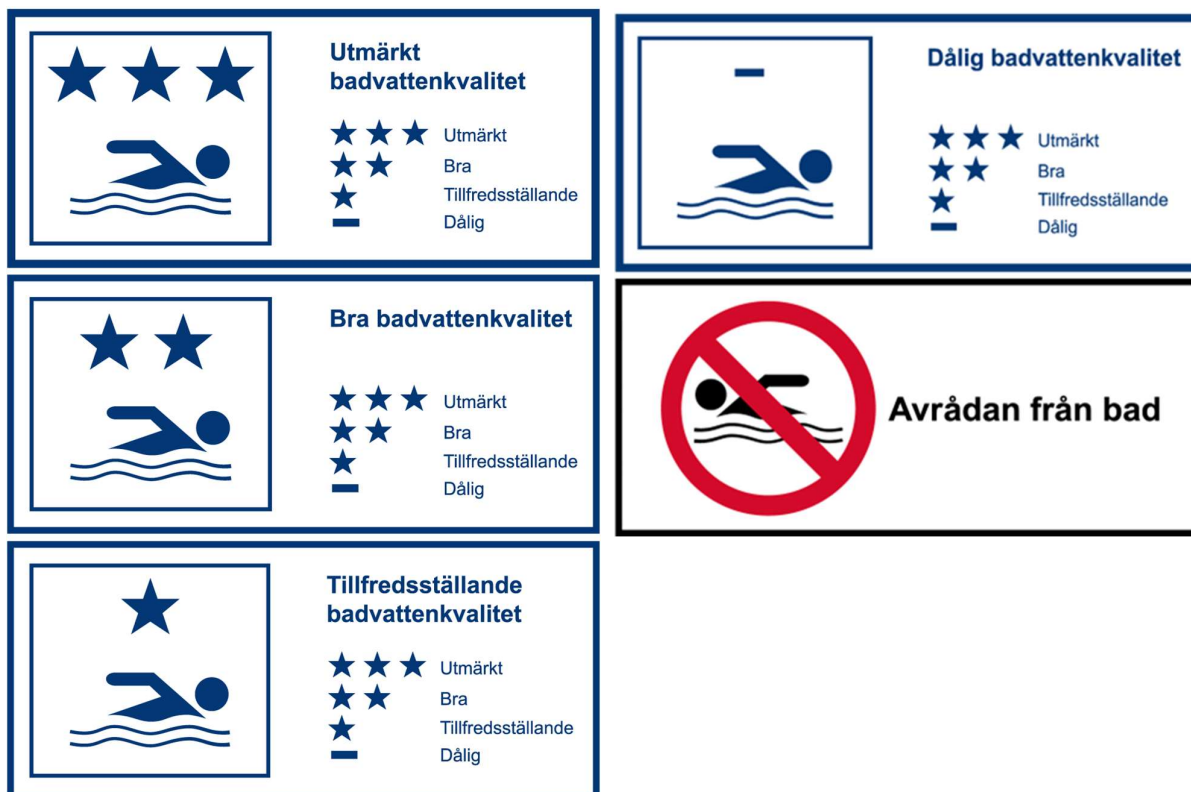 Utmärkt
badvattenkvalitet
Utmärkt
Bra
Tillfredsställande
Dålig
Dålig badvattenkvalitet
Utmärkt
Bra
Tillfredsställande
Dålig
Bra badvattenkvalitet
Utmärkt
Bra
Tillfredsställande
Dålig
Avrådan från bad
Tillfredsställande
badvattenkvalitet
Utmärkt
Bra
Tillfredsställande
Dålig